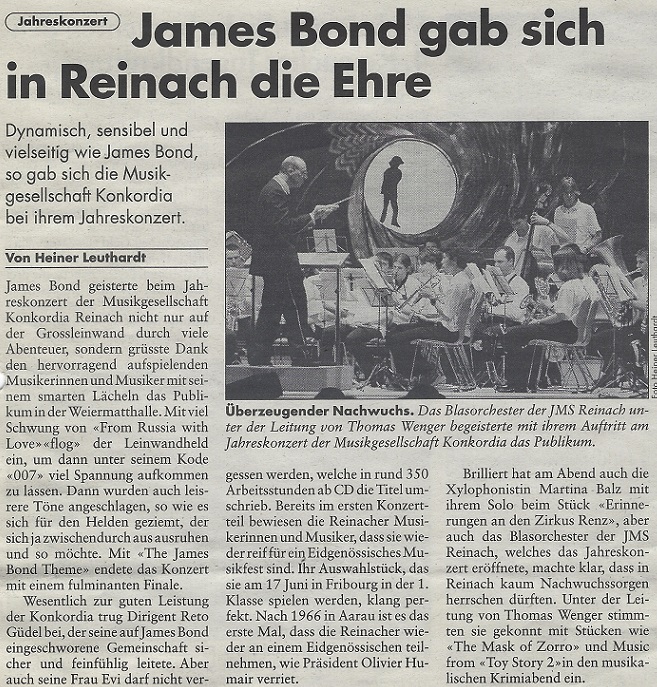 Jahreskonzert
James Bond gab sich
in Reinach die Ehre
Dynamisch, sensibel und
vielseitig wie James Bond,
so gab sich die Musik-
gesellschaft Konkordia
bei ihrem Jahreskonzert.
Von Heiner Leuthardt
James Bond geisterte beim Jah-
reskonzert der Musikgesellschaft
Konkordia Reinach nicht nur auf
der Grossleinwand durch viele
Abenteuer, sondern grüsste Dank
den hervorragend aufspielenden
Musikerinnen und Musiker mit sei-
nem smarten Lächeln das Publi-
kum in der Weiermatthalle. Mit viel
Schwung von «From Russia with
Love» «flog» der Leinwandheld
ein, um dann unter seinem Kode
«007» viel Spannung aufkommen
zu lassen. Dann wurden auch leis-
rere Töne angeschlagen, so wie es
sich für den Helden geziemt, der
sich ja zwischendurch aus ausruhen
und so möchte. Mit «The James
Bond Theme» endete das Konzert
mit einem fulminanten Finale.
Wesentlich zur guten Leistung
der Konkordia trug Dirigent Reto
Güdel bei, der seine auf James Bond
eingeschworene Gemeinschaft si-
cher und feinfühlig leitete. Aber
auch seine Frau Evi darf nicht ver-
Foto Heiner Leuthardt
Überzeugender Nachwuchs. Das Blasorchester der JMS Reinach un-
ter der Leitung von Thomas Wenger begeisterte mit ihrem Auftritt am
Jahreskonzert der Musikgesellschaft Konkordia das Publikum.
gessen werden, welche in rund 350
Arbeitsstunden ab CD die Titel um-
schrieb. Bereits im ersten Konzert-
teil bewiesen die Reinacher Musi-
kerinnen und Musiker, dass sie wie-
der reif für ein Eidgenössisches Mu-
sikfest sind. Ihr Auswahlstück, das
sie am 17 Juni in Fribourg in der 1.
Klasse spielen werden, klang per-
fekt. Nach 1966 in Aarau ist es das
erste Mal, dass die Reinacher wie-
der an einem Eidgenössischen teil-
nehmen, wie Präsident Olivier Hu-
mair verriet.
Brilliert hat am Abend auch die
Xylophonistin Martina Balz mit
ihrem Solo beim Stück «Erinne-
rungen an den Zirkus Renz», aber
auch das Blasorchester der JMS
Reinach, welches das Jahreskon-
zert eröffnete, machte klar, dass in
Reinach kaum Nachwuchssorgen
herrschen dürften. Unter der Lei-
tung von Thomas Wenger stimm-
ten sie gekonnt mit Stücken wie
«The Mask of Zorro» und Music
from «Toy Story 2» in den musika-
lischen Krimiabend ein.